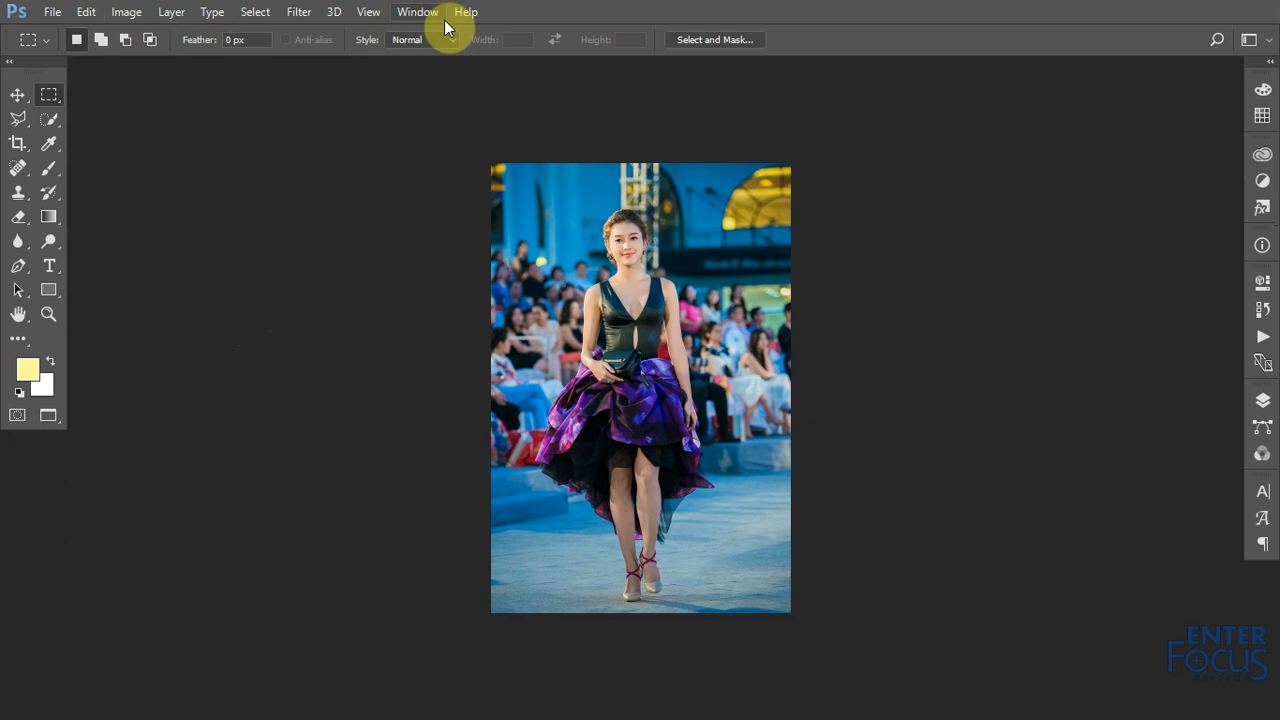 Ps File Edit Image Layer Type Select Filter 3D View Window Help
Feather: 0 px Anti-alias Style: Normal Width: Height: Select and Mask...
ENTER
FOCUS